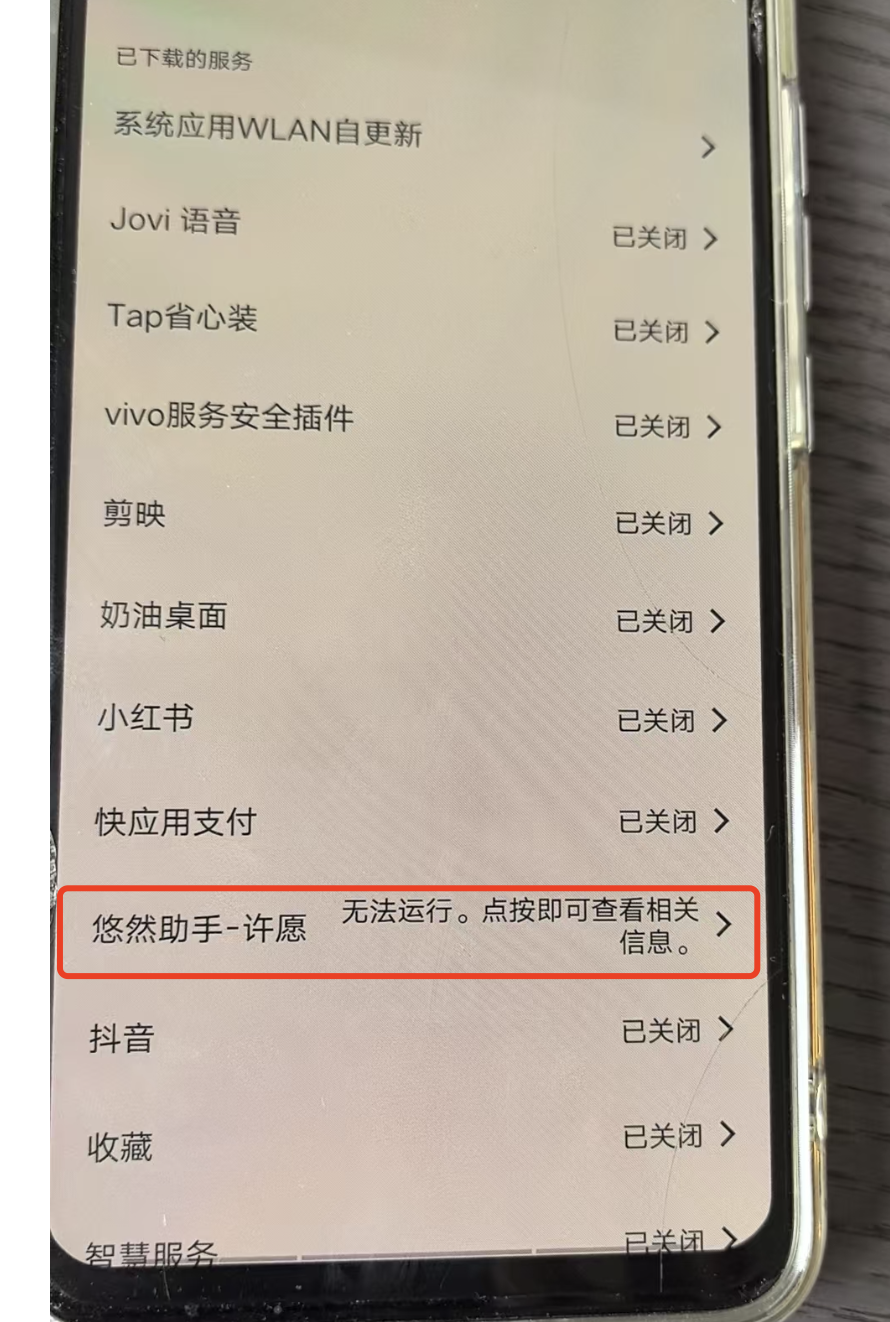 已下载的服务
系统应用WLAN自更新
Jovi 语音
已关闭
Tap省心装
已关闭
vivo服务安全插件
已关闭
剪映
已关闭
奶油桌面
已关闭
小红书
已关闭
快应用支付
已关闭
悠然助手-许愿
无法运行。点按即可查看相关
信息。
抖音
已关闭
收藏
已关闭
智慧服务
已关闭